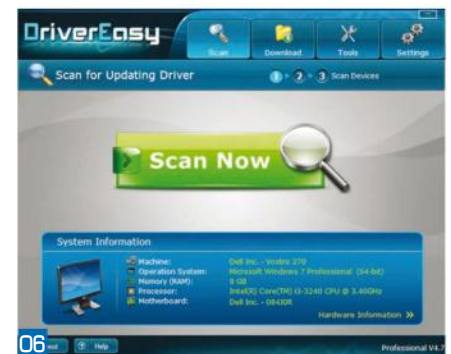 DriverEasy
Scan
Download
Tools
Settings
Scan for Updating Driver
1 2 3 Scan Devices
Scan Now
System Information
Machine: Dell Inc. - Vostro 270
Operation System: Microsoft Windows 7 Professional (64-bit)
Memory (RAM): 8 GB
Processor: Intel(R) Core(TM) i3-3240 CPU @ 3.40GHz
Motherboard: Dell Inc. -
Hardware Information
06
Help
Professional V4.7